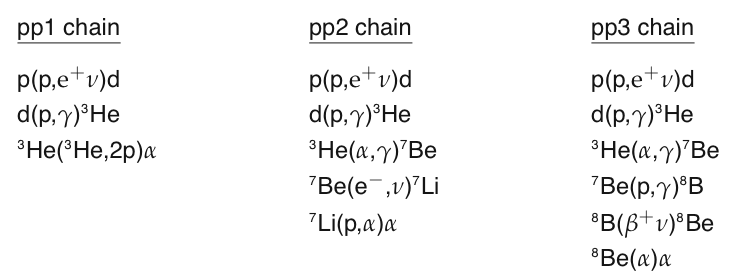 pp1 chain
p(p,e⁺ν)d
d(p,γ)³He
³He(³He,2p)α
pp2 chain
p(p,e⁺ν)d
d(p,γ)³He
³He(α,γ)⁷Be
⁷Be(e⁻,ν)⁷Li
⁷Li(p,α)α
pp3 chain
p(p,e⁺ν)d
d(p,γ)³He
³He(α,γ)⁷Be
⁷Be(p,γ)⁸B
⁸B(β⁺ν)⁸Be
⁸Be(α)α